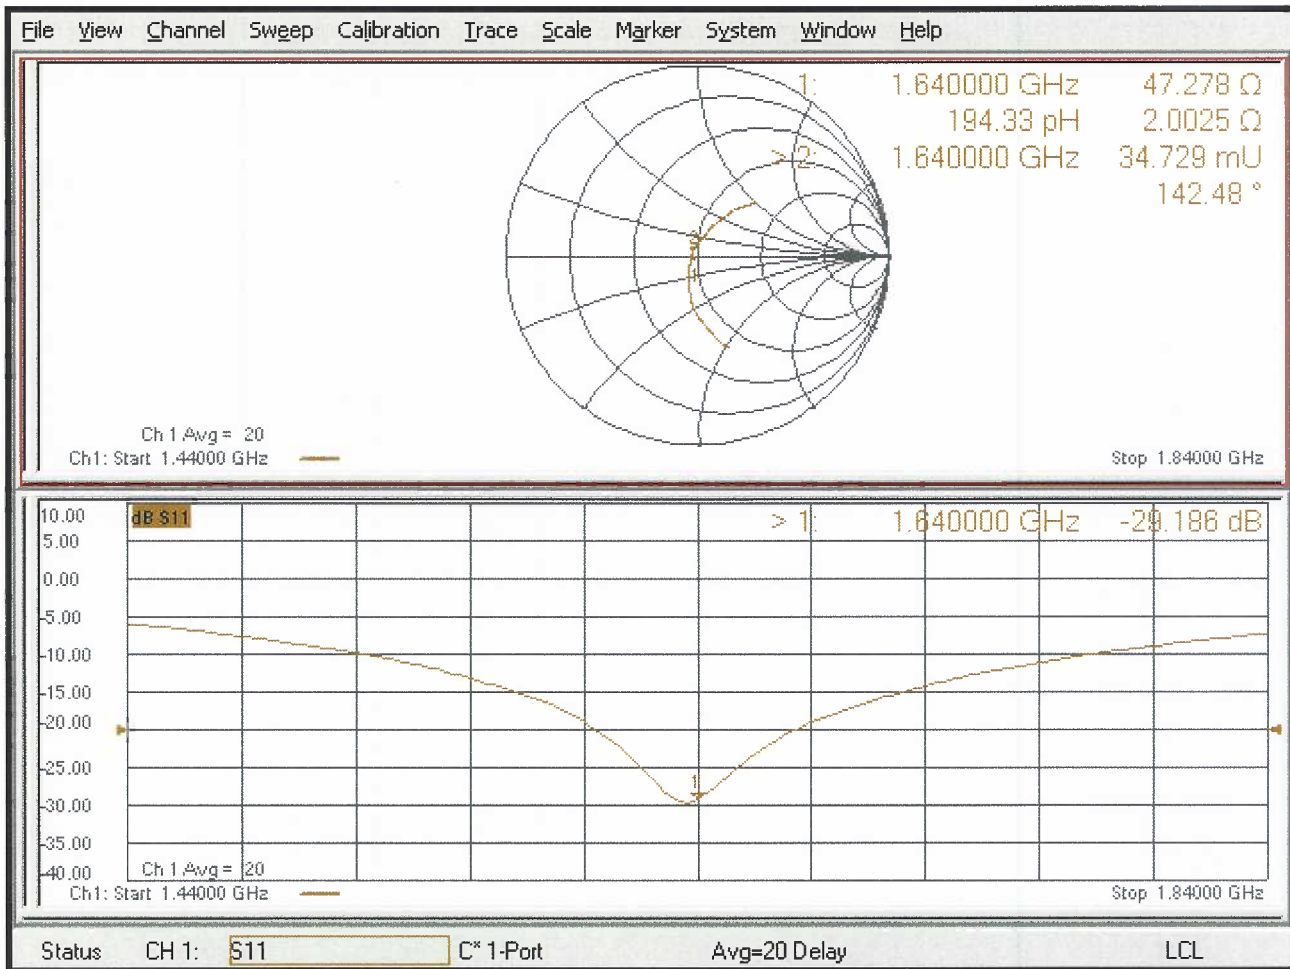 File View Channel Sweep Calibration Trace Scale Marker System Window Help
1: 1.640000 GHz 47.278 Ω
194.33 pH 2.0025 Ω
> 2: 1.640000 GHz 34.729 mU
142.48 °
Ch 1 Avg = 20
Ch1: Start 1.44000 GHz
Stop 1.84000 GHz
10.00 dB S11 > 1: 1.640000 GHz -29.186 dB
5.00
0.00
-5.00
-10.00
-15.00
-20.00
-25.00
1
-30.00
-35.00
-40.00
Ch 1 Avg = 20
Ch1: Start 1.44000 GHz
Stop 1.84000 GHz
Status CH 1: S11 C* 1-Port Avg=20 Delay LCL